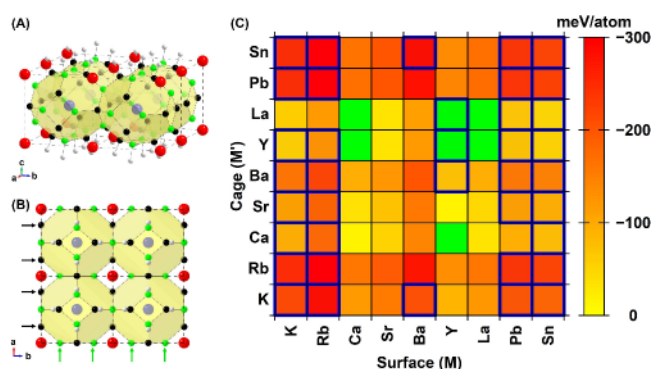 (A)
c
a b
(B)
a
b
(C)
meV/atom
Cage (M')
Sn
Pb
La
Y
Ba
Sr
Ca
Rb
K
K Rb Ca Sr Ba Y La Pb Sn
Surface (M)
−300
−200
−100
0